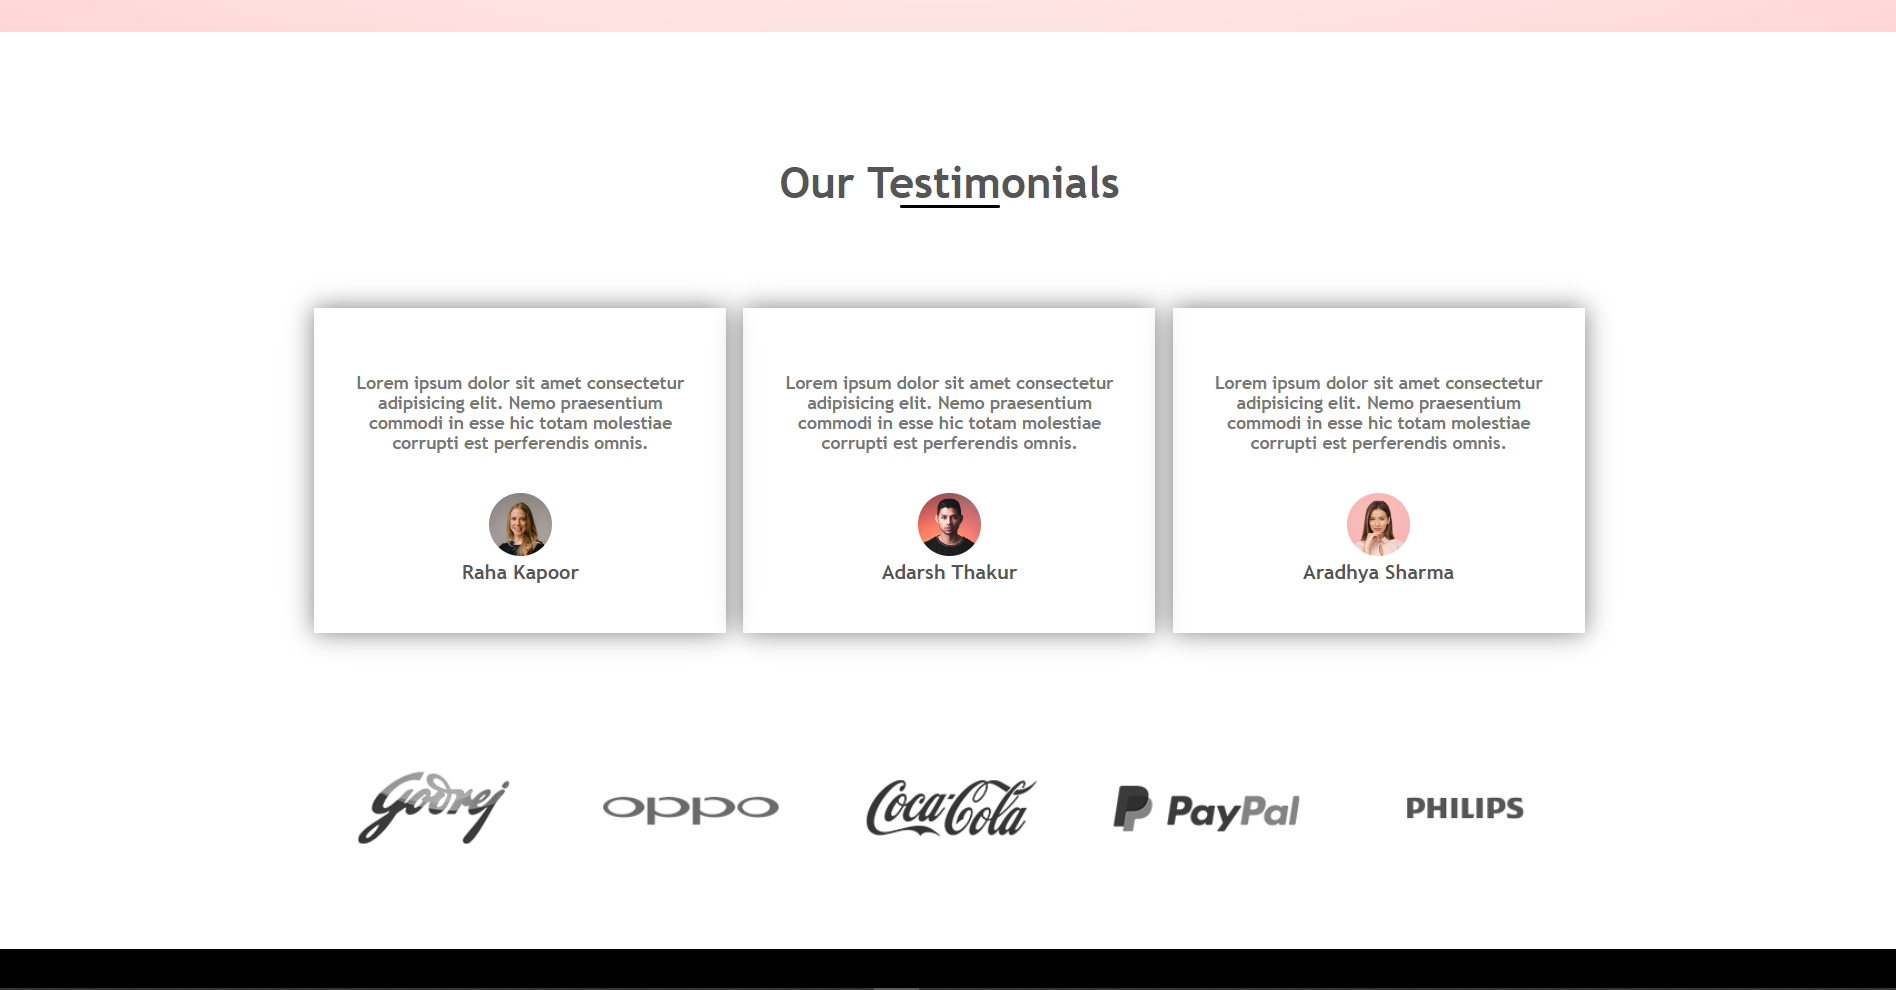 Our Testimonials
Lorem ipsum dolor sit amet consectetur
adipisicing elit. Nemo praesentium
commodi in esse hic totam molestiae
corrupti est perferendis omnis.
Raha Kapoor
Lorem ipsum dolor sit amet consectetur
adipisicing elit. Nemo praesentium
commodi in esse hic totam molestiae
corrupti est perferendis omnis.
Adarsh Thakur
Lorem ipsum dolor sit amet consectetur
adipisicing elit. Nemo praesentium
commodi in esse hic totam molestiae
corrupti est perferendis omnis.
Aradhya Sharma
Godrej
oppo
Coca-Cola
PayPal
PHILIPS